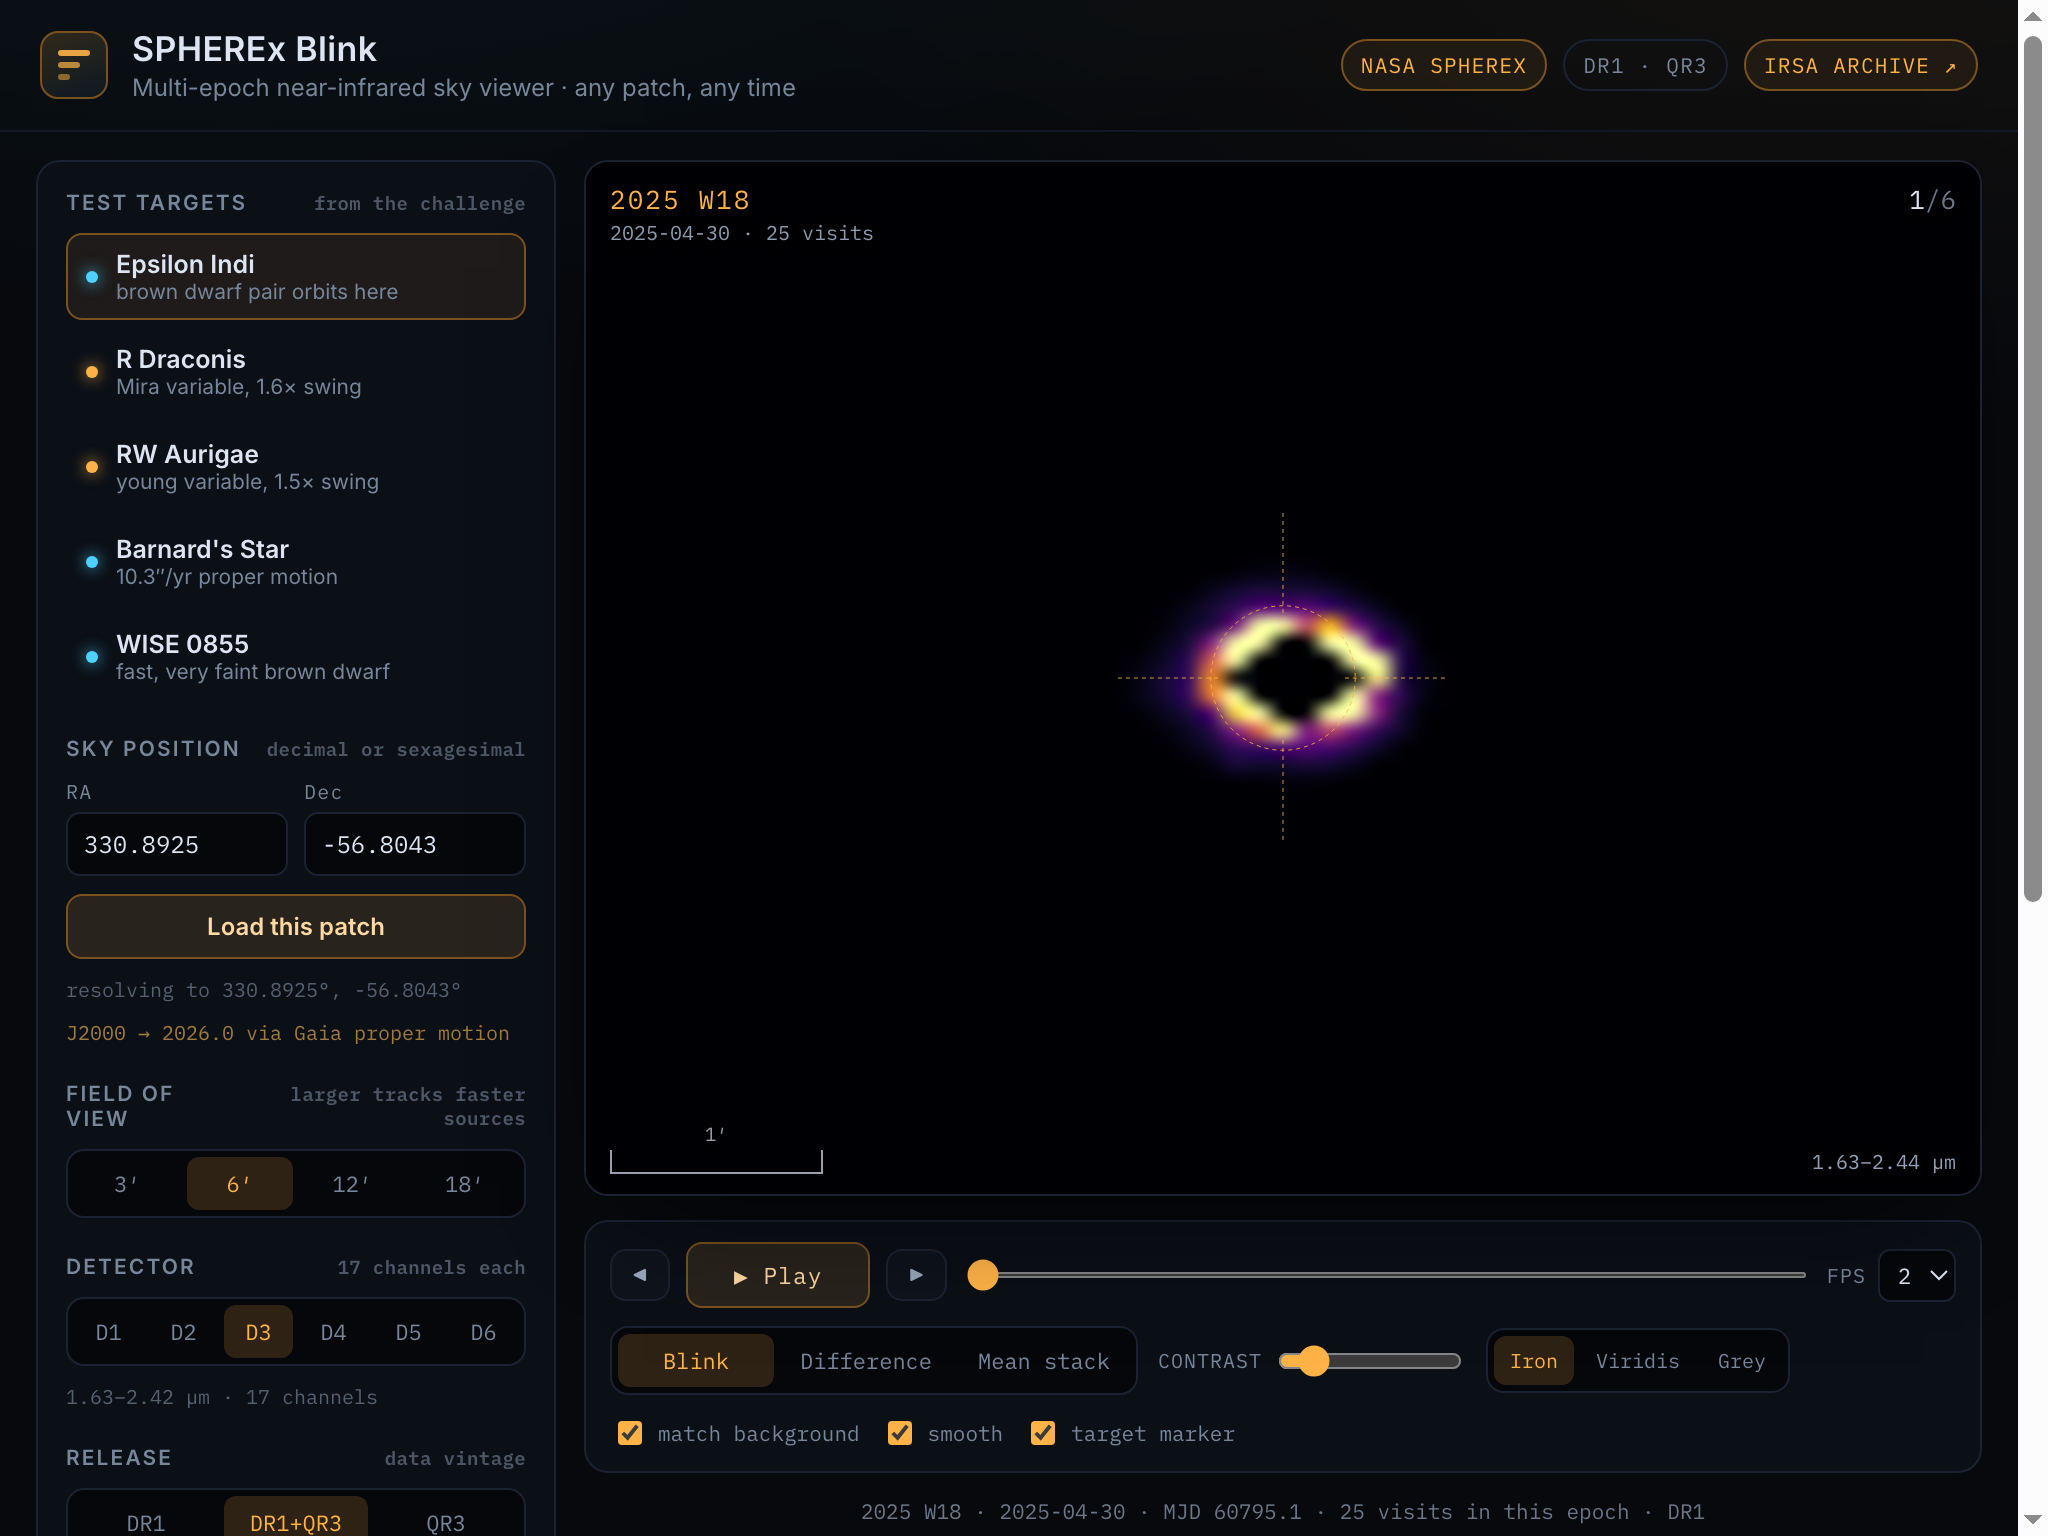 SPHEREx Blink
Multi-epoch near-infrared sky viewer · any patch, any time
NASA SPHEREX
DR1 · QR3
IRSA ARCHIVE ↗
TEST TARGETS
from the challenge
Epsilon Indi
brown dwarf pair orbits here
R Draconis
Mira variable, 1.6× swing
RW Aurigae
young variable, 1.5× swing
Barnard's Star
10.3″/yr proper motion
WISE 0855
fast, very faint brown dwarf
SKY POSITION
decimal or sexagesimal
RA
Dec
330.8925
-56.8043
Load this patch
resolving to 330.8925°, -56.8043°
J2000 → 2026.0 via Gaia proper motion
FIELD OF
VIEW
larger tracks faster
sources
3′
6′
12′
18′
DETECTOR
17 channels each
D1
D2
D3
D4
D5
D6
1.63–2.42 µm · 17 channels
RELEASE
data vintage
DR1
DR1+QR3
QR3
2025 W18
2025-04-30 · 25 visits
1/6
1′
1.63–2.44 µm
◀
▶ Play
▶
FPS
2
Blink
Difference
Mean stack
CONTRAST
Iron
Viridis
Grey
match background
smooth
target marker
2025 W18 · 2025-04-30 · MJD 60795.1 · 25 visits in this epoch · DR1